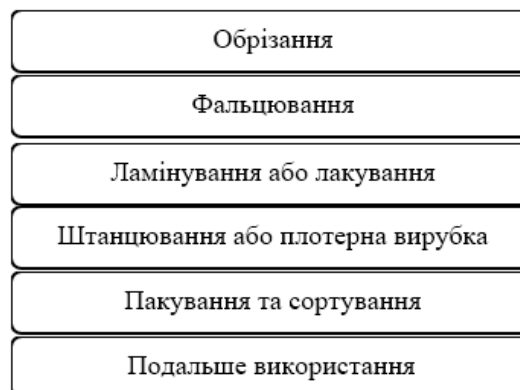 Обрізання
Фальцювання
Ламінування або лакування
Штанцювання або плотерна вирубка
Пакування та сортування
Подальше використання